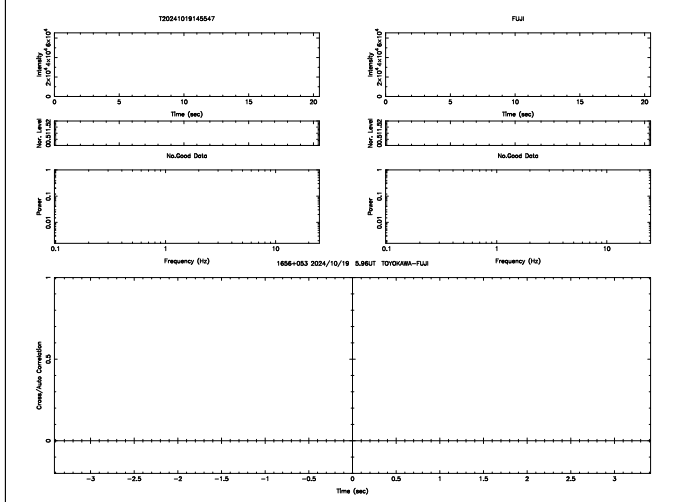 T20241019145547
FUJI
Intensity
0 2×10⁴ 4×10⁴ 6×10⁴
0 5 10 15 20
Time (sec)
Intensity
0 2×10⁴ 4×10⁴ 6×10⁴
0 5 10 15 20
Time (sec)
Nor. Level
00.511.52
Nor. Level
00.511.52
No.Good Data
No.Good Data
Power
0.01 0.1 1
0.1 1 10
Frequency (Hz)
Power
0.01 0.1 1
0.1 1 10
Frequency (Hz)
1656+053 2024/10/19 5.96UT TOYOKAWA-FUJI
Cross/Auto Correlation
0 0.5 1
-3 -2.5 -2 -1.5 -1 -0.5 0 0.5 1 1.5 2 2.5 3
Time (sec)